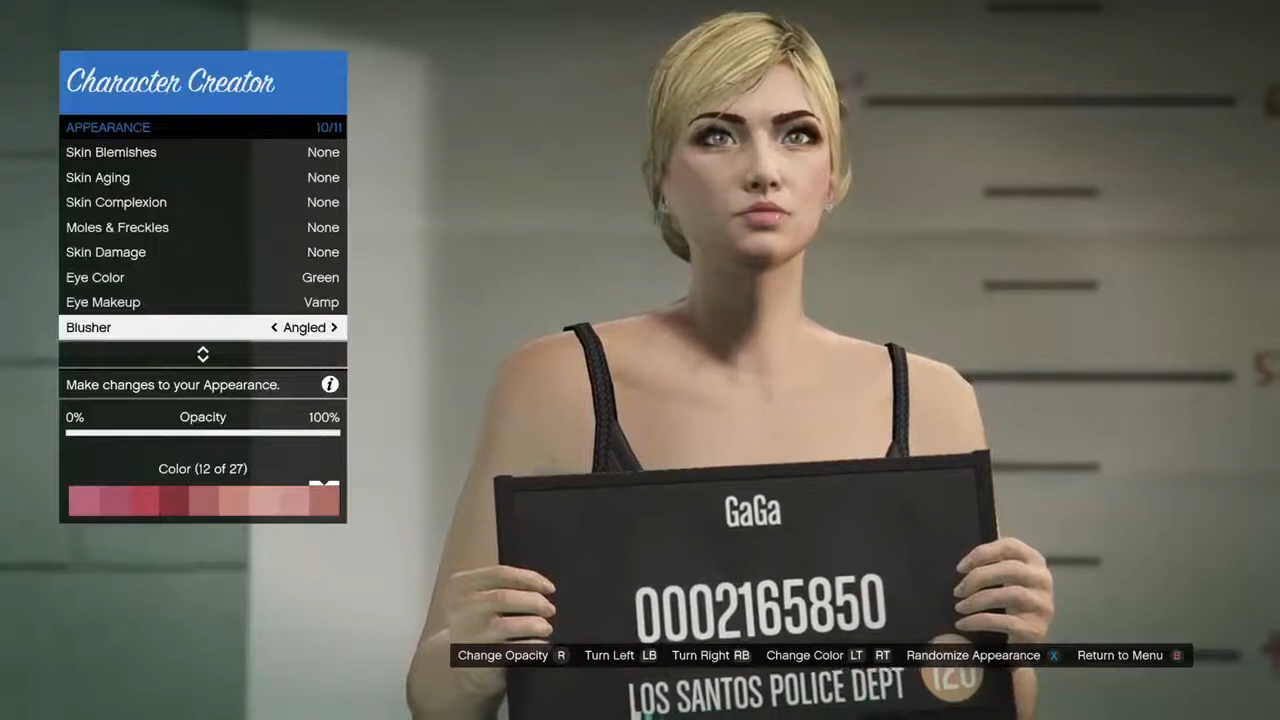 Character Creator
APPEARANCE 10/11
Skin Blemishes None
Skin Aging None
Skin Complexion None
Moles & Freckles None
Skin Damage None
Eye Color Green
Eye Makeup Vamp
Blusher Angled
Make changes to your Appearance. i
0% Opacity 100%
Color (12 of 27)
GaGa
0002165850
Change Opacity R Turn Left LB Turn Right RB Change Color LT RT Randomize Appearance X Return to Menu B
LOS SANTOS POLICE DEPT 120